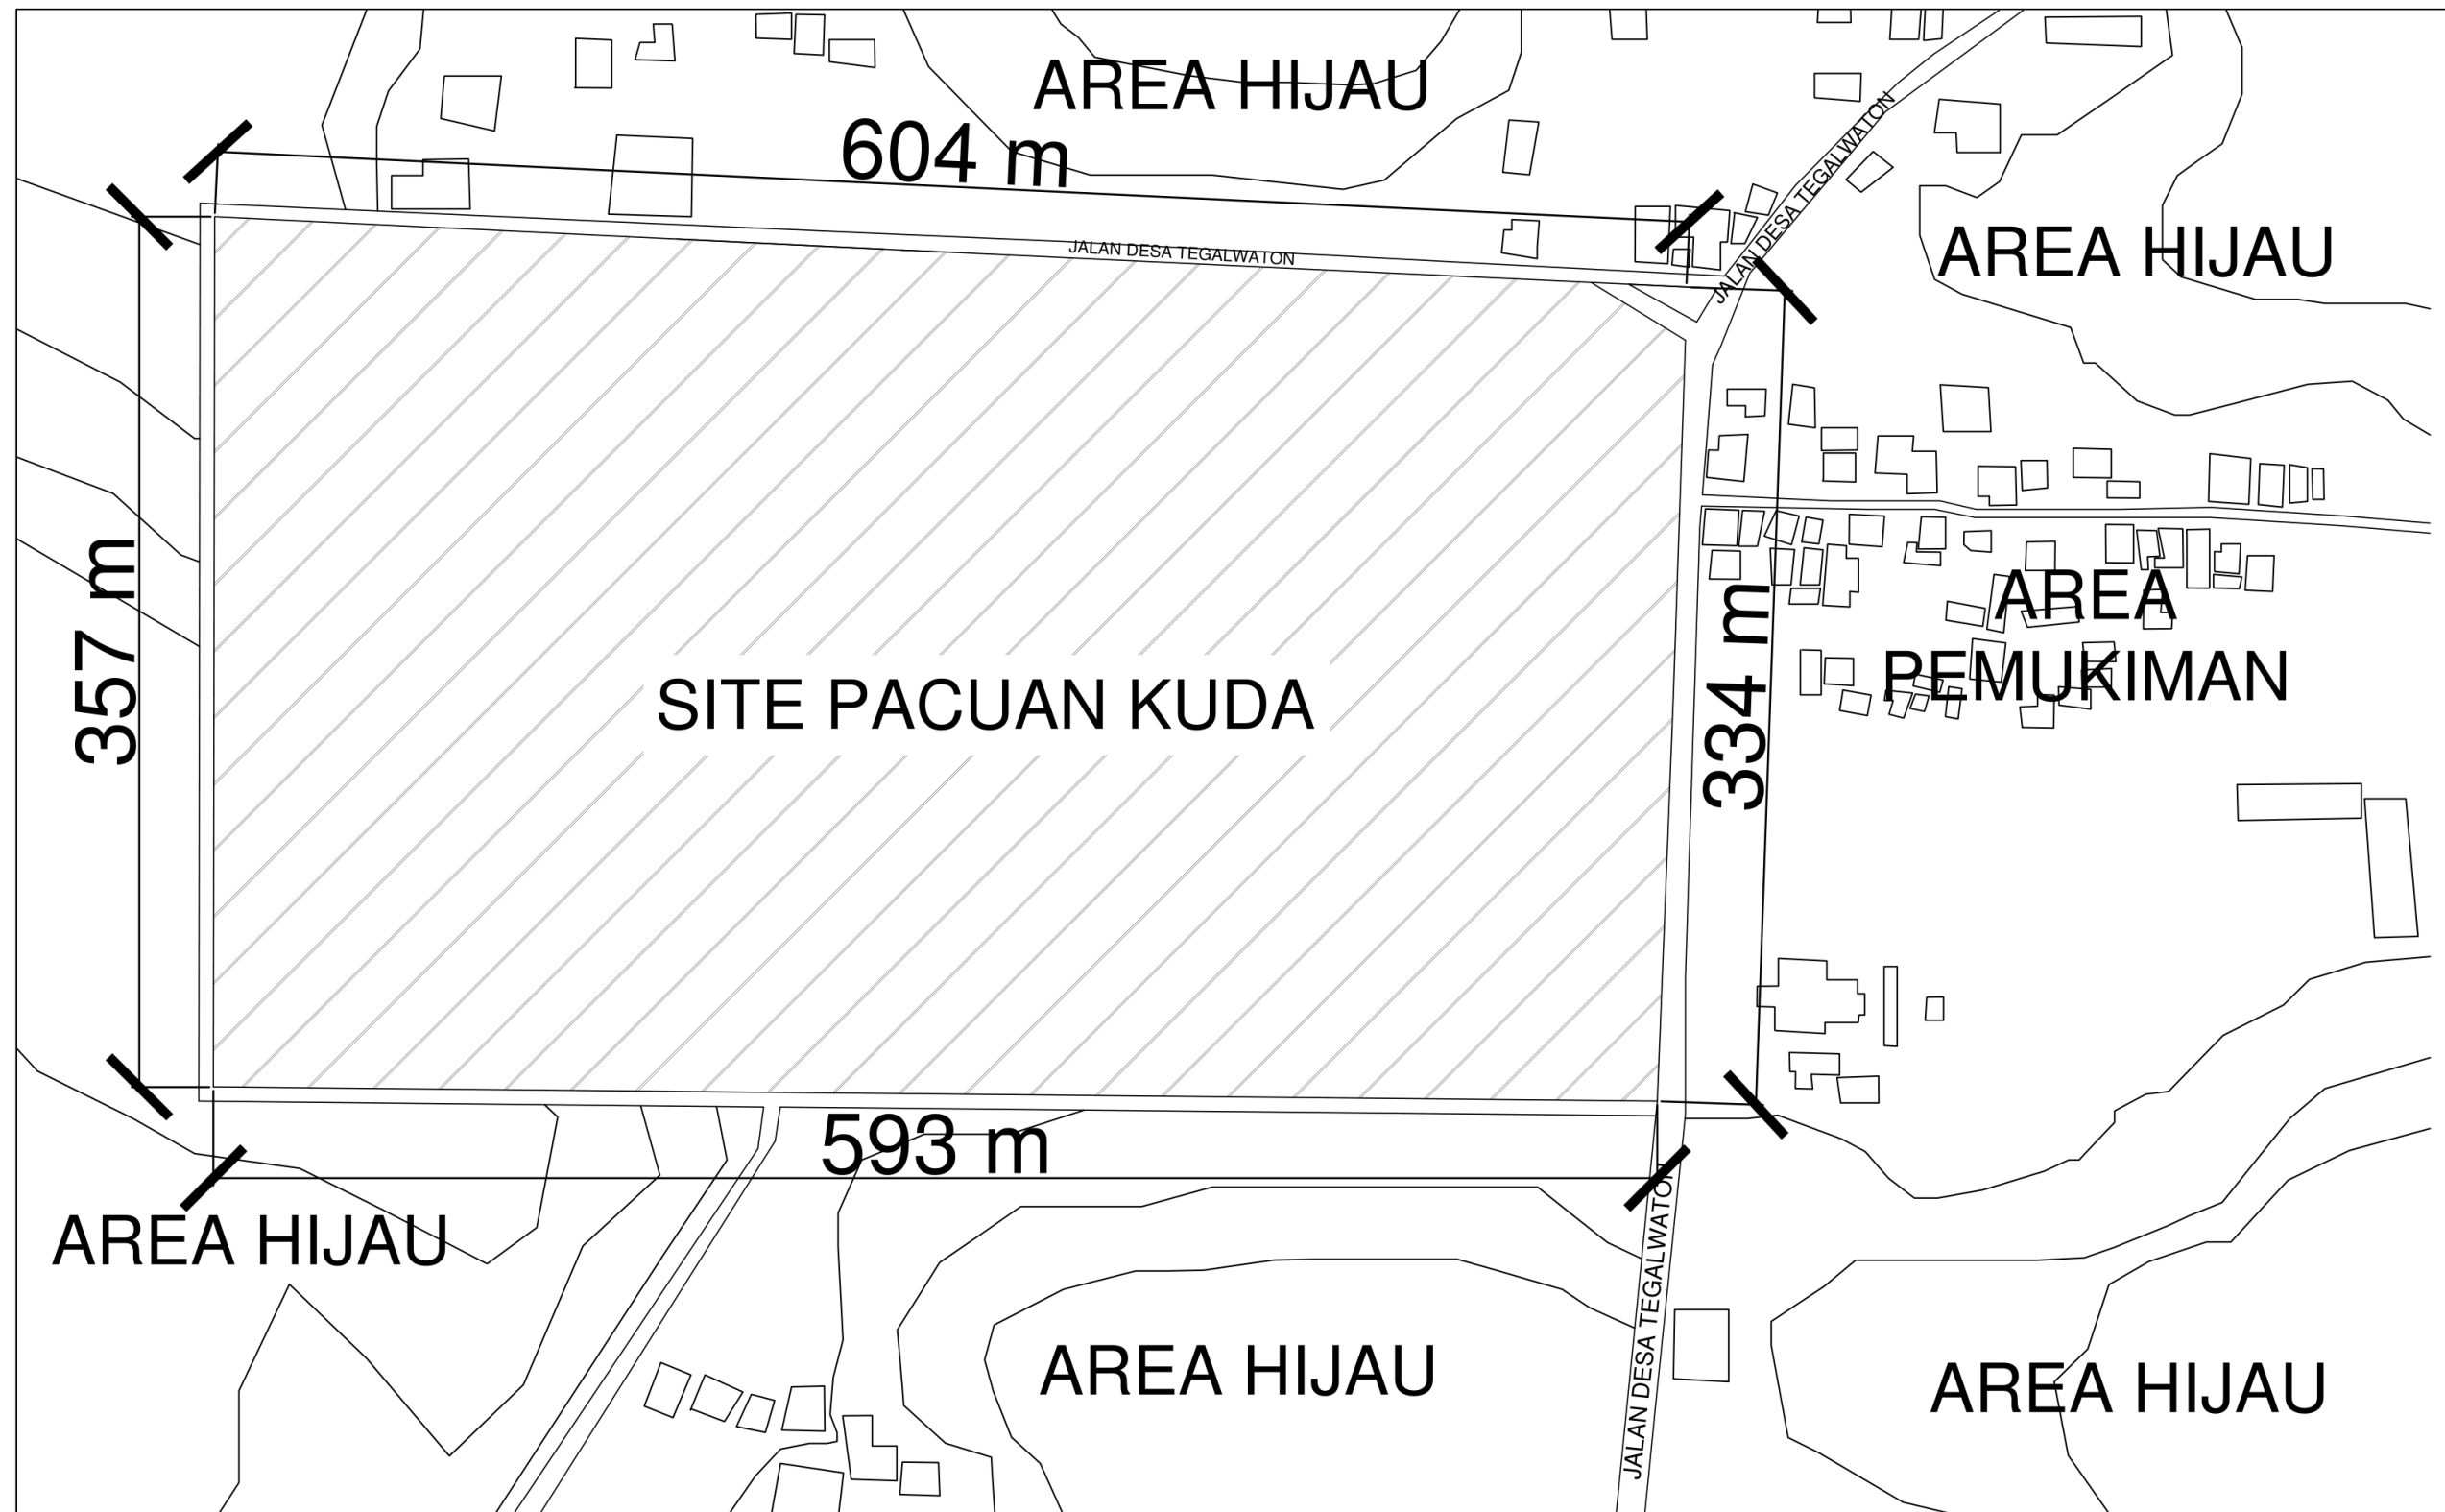 AREA HIJAU
604 m
JALAN DESA TEGALWATON
JALAN DESA TEGALWATON
AREA HIJAU
357 m
SITE PACUAN KUDA
334 m
AREA
PEMUKIMAN
593 m
AREA HIJAU
JALAN DESA TEGALWATON
AREA HIJAU
AREA HIJAU